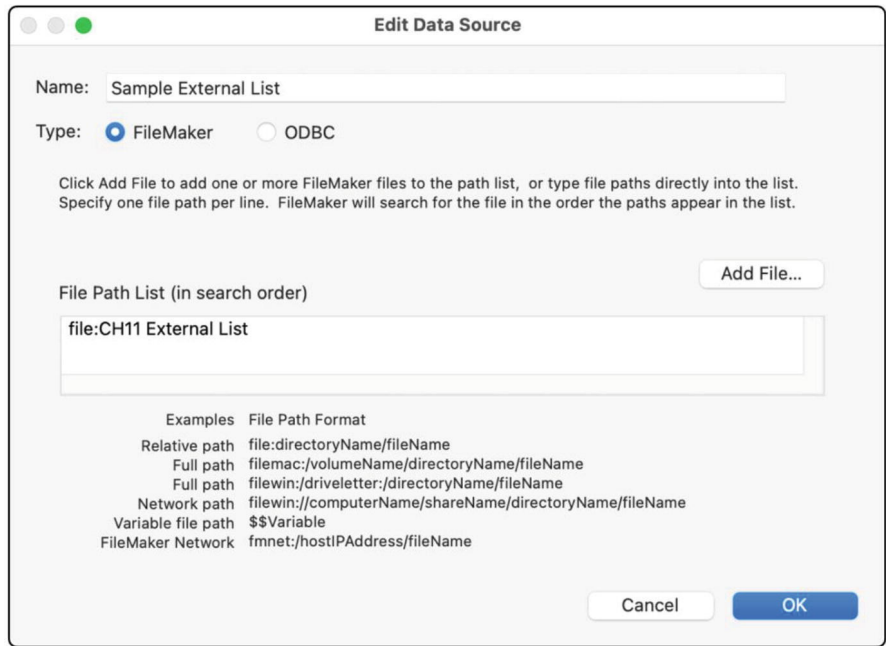 Edit Data Source
Name: Sample External List
Type: FileMaker ODBC
Click Add File to add one or more FileMaker files to the path list, or type file paths directly into the list.
Specify one file path per line. FileMaker will search for the file in the order the paths appear in the list.
Add File...
File Path List (in search order)
file:CH11 External List
Examples File Path Format
Relative path file:directoryName/fileName
Full path filemac:/volumeName/directoryName/fileName
Full path filewin:/driveletter:/directoryName/fileName
Network path filewin://computerName/shareName/directoryName/fileName
Variable file path $$Variable
FileMaker Network fmnet:/hostIPAddress/fileName
Cancel OK